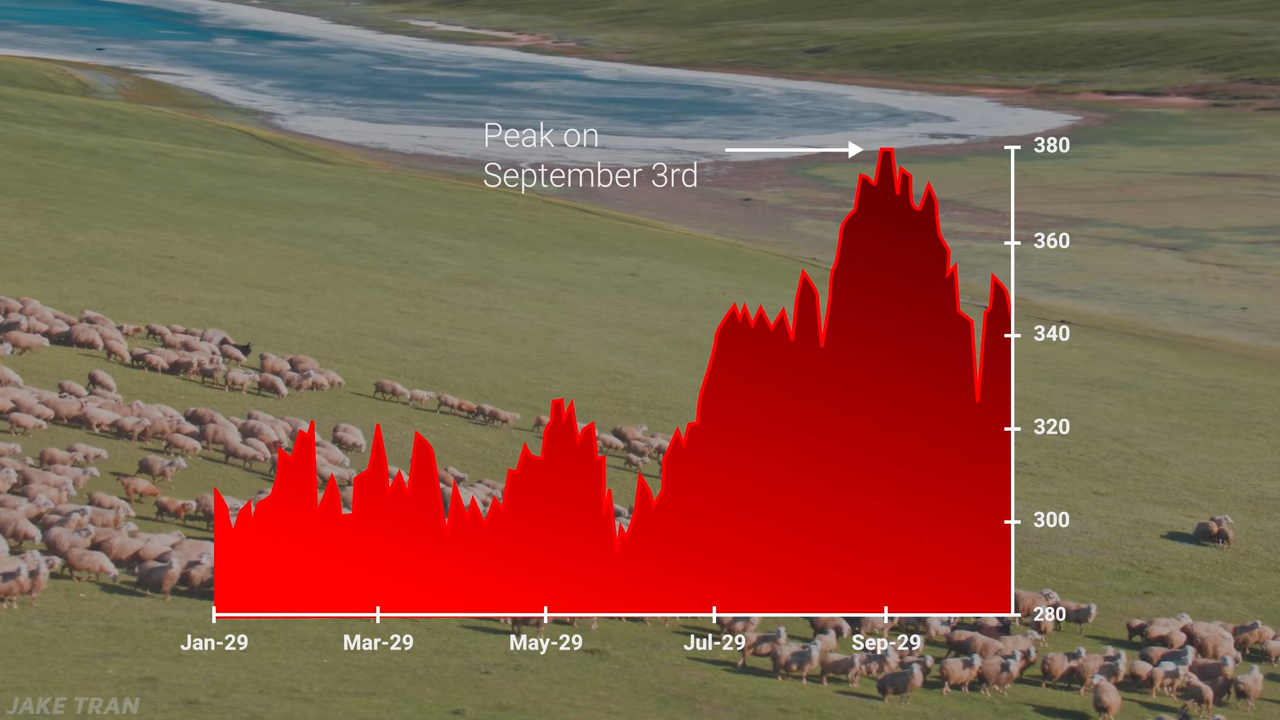 Peak on
September 3rd
380
360
340
320
300
280
Jan-29
Mar-29
May-29
Jul-29
Sep-29
JAKE TRAN